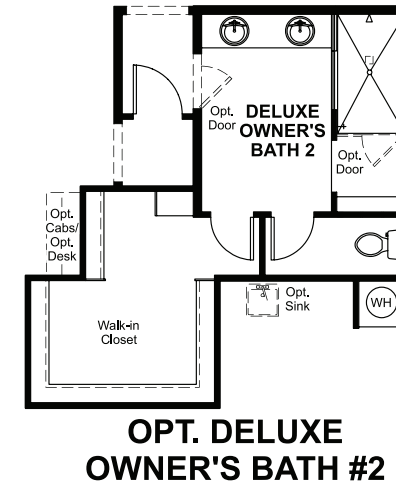 Opt.
Door
DELUXE
OWNER'S
BATH 2
Opt.
Door
Opt.
Cabs/
Opt.
Desk
Opt.
Sink
WH
Walk-in
Closet
OPT. DELUXE
OWNER'S BATH #2